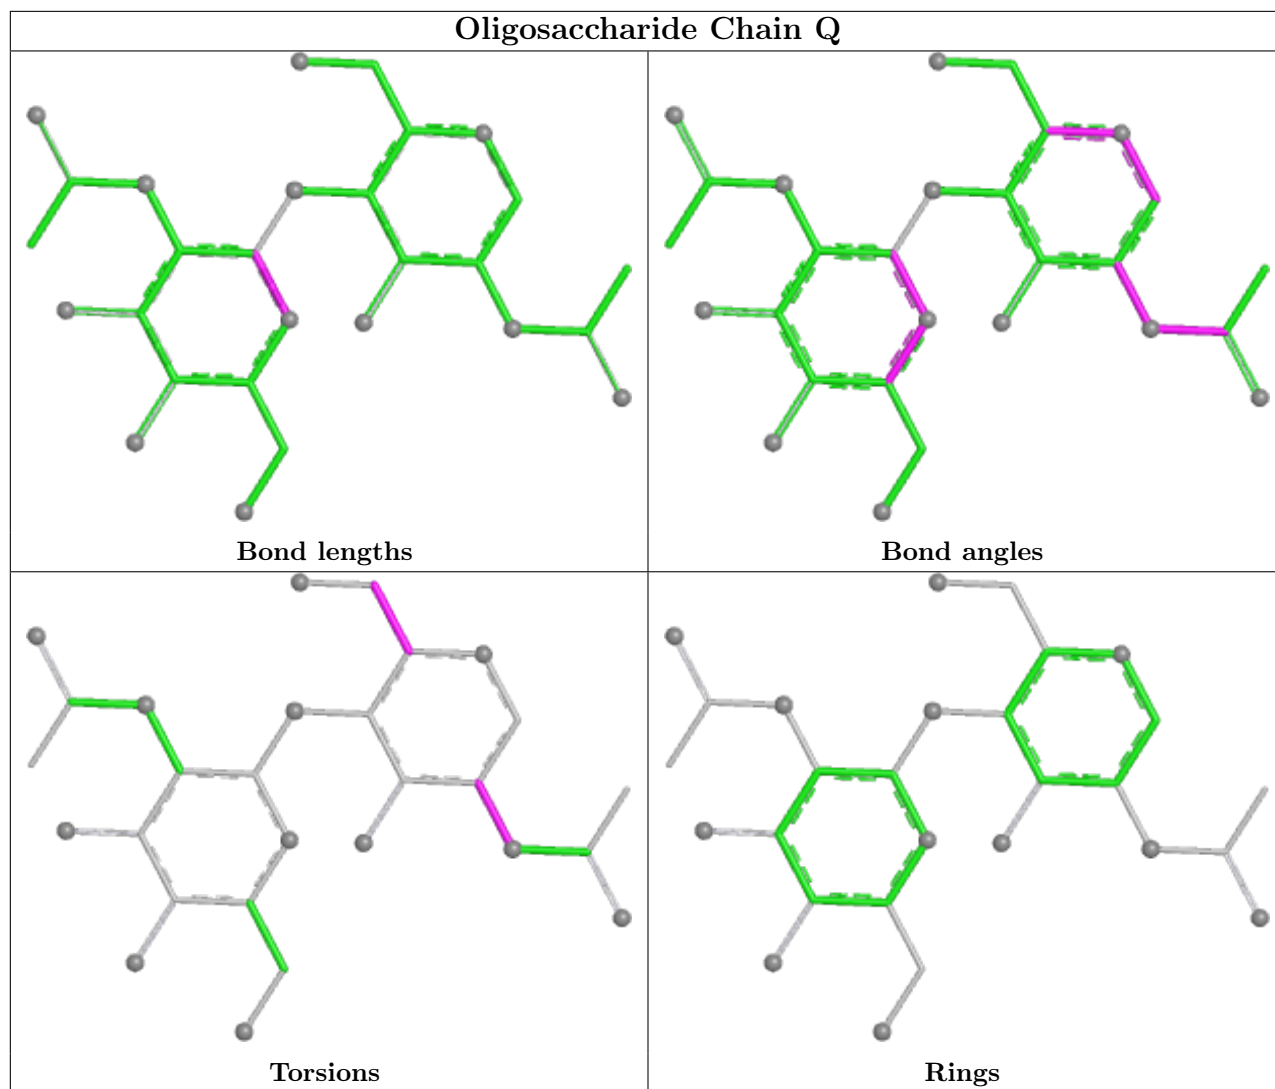 Oligosaccharide Chain Q
Bond lengths
Bond angles
Torsions
Rings